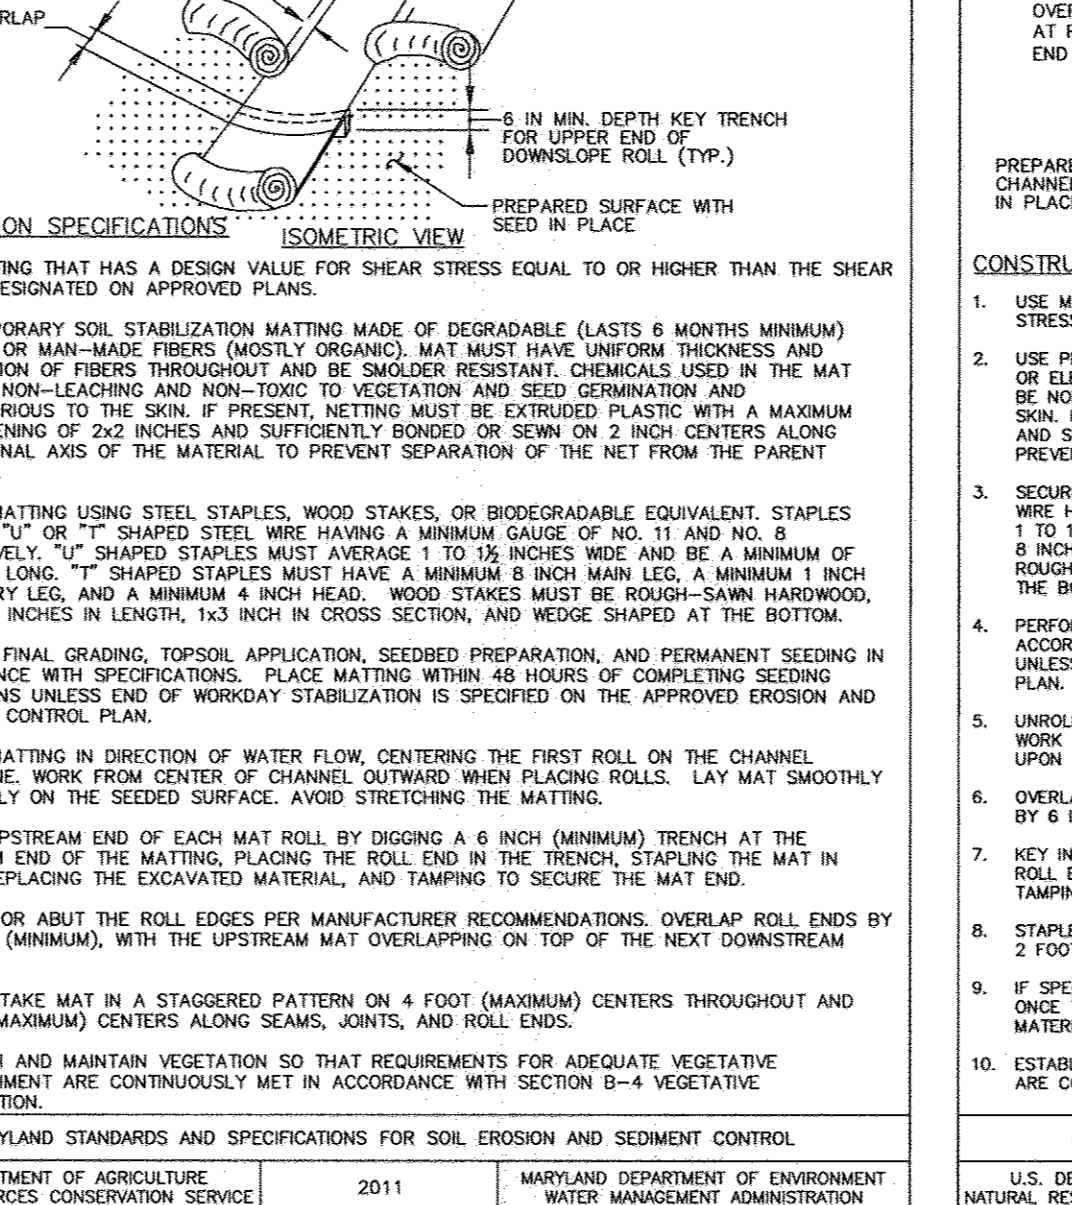 RLAP
6 IN MIN. DEPTH KEY TRENCH
FOR UPPER END OF
DOWNSLOPE ROLL (TYP.)
PREPARED SURFACE WITH
SEED IN PLACE
ON SPECIFICATIONS
ISOMETRIC VIEW
TING THAT HAS A DESIGN VALUE FOR SHEAR STRESS EQUAL TO OR HIGHER THAN THE SHEAR
ESIGNATED ON APPROVED PLANS.
PORARY SOIL STABILIZATION MATTING MADE OF DEGRADABLE (LASTS 6 MONTHS MINIMUM)
OR MAN-MADE FIBERS (MOSTLY ORGANIC). MAT MUST HAVE UNIFORM THICKNESS AND
ION OF FIBERS THROUGHOUT AND BE SMOLDER RESISTANT. CHEMICALS USED IN THE MAT
NON-LEACHING AND NON-TOXIC TO VEGETATION AND SEED GERMINATION AND
RIOUS TO THE SKIN. IF PRESENT, NETTING MUST BE EXTRUDED PLASTIC WITH A MAXIMUM
ENING OF 2x2 INCHES AND SUFFICIENTLY BONDED OR SEWN ON 2 INCH CENTERS ALONG
NAL AXIS OF THE MATERIAL TO PREVENT SEPARATION OF THE NET FROM THE PARENT
MATTING USING STEEL STAPLES, WOOD STAKES, OR BIODEGRADABLE EQUIVALENT. STAPLES
"U" OR "T" SHAPED STEEL WIRE HAVING A MINIMUM GAUGE OF NO. 11 AND NO. 8
VELY. "U" SHAPED STAPLES MUST AVERAGE 1 TO 1½ INCHES WIDE AND BE A MINIMUM OF
LONG. "T" SHAPED STAPLES MUST HAVE A MINIMUM 8 INCH MAIN LEG, A MINIMUM 1 INCH
RY LEG, AND A MINIMUM 4 INCH HEAD. WOOD STAKES MUST BE ROUGH-SAWN HARDWOOD,
INCHES IN LENGTH, 1x3 INCH IN CROSS SECTION, AND WEDGE SHAPED AT THE BOTTOM.
FINAL GRADING, TOPSOIL APPLICATION, SEEDBED PREPARATION, AND PERMANENT SEEDING IN
NCE WITH SPECIFICATIONS. PLACE MATTING WITHIN 48 HOURS OF COMPLETING SEEDING
NS UNLESS END OF WORKDAY STABILIZATION IS SPECIFIED ON THE APPROVED EROSION AND
CONTROL PLAN.
MATTING IN DIRECTION OF WATER FLOW, CENTERING THE FIRST ROLL ON THE CHANNEL
NE. WORK FROM CENTER OF CHANNEL OUTWARD WHEN PLACING ROLLS. LAY MAT SMOOTHLY
LY ON THE SEEDED SURFACE. AVOID STRETCHING THE MATTING.
PSTREAM END OF EACH MAT ROLL BY DIGGING A 6 INCH (MINIMUM) TRENCH AT THE
M END OF THE MATTING, PLACING THE ROLL END IN THE TRENCH, STAPLING THE MAT IN
EPLACING THE EXCAVATED MATERIAL, AND TAMPING TO SECURE THE MAT END.
OR ABUT THE ROLL EDGES PER MANUFACTURER RECOMMENDATIONS. OVERLAP ROLL ENDS BY
(MINIMUM), WITH THE UPSTREAM MAT OVERLAPPING ON TOP OF THE NEXT DOWNSTREAM
TAKE MAT IN A STAGGERED PATTERN ON 4 FOOT (MAXIMUM) CENTERS THROUGHOUT AND
MAXIMUM) CENTERS ALONG SEAMS, JOINTS, AND ROLL ENDS.
H AND MAINTAIN VEGETATION SO THAT REQUIREMENTS FOR ADEQUATE VEGETATIVE
HMENT ARE CONTINUOUSLY MET IN ACCORDANCE WITH SECTION B-4 VEGETATIVE
TION.
YLAND STANDARDS AND SPECIFICATIONS FOR SOIL EROSION AND SEDIMENT CONTROL
TMENT OF AGRICULTURE
RCES CONSERVATION SERVICE
2011
MARYLAND DEPARTMENT OF ENVIRONMENT
WATER MANAGEMENT ADMINISTRATION
OVER
AT R
END
PREPARE
CHANNEL
IN PLACE
CONSTRU
1. USE M
STRESS
2. USE PE
OR ELE
BE NON
SKIN. I
AND S
PREVE
3. SECUR
WIRE H
1 TO 1
8 INCH
ROUGH
THE BO
4. PERFO
ACCOR
UNLESS
PLAN.
5. UNROL
WORK
UPON
6. OVERLA
BY 6 I
7. KEY IN
ROLL E
TAMPIN
8. STAPLE
2 FOOT
9. IF SPE
ONCE
MATERI
10. ESTABL
ARE CO
U.S. DE
NATURAL RES